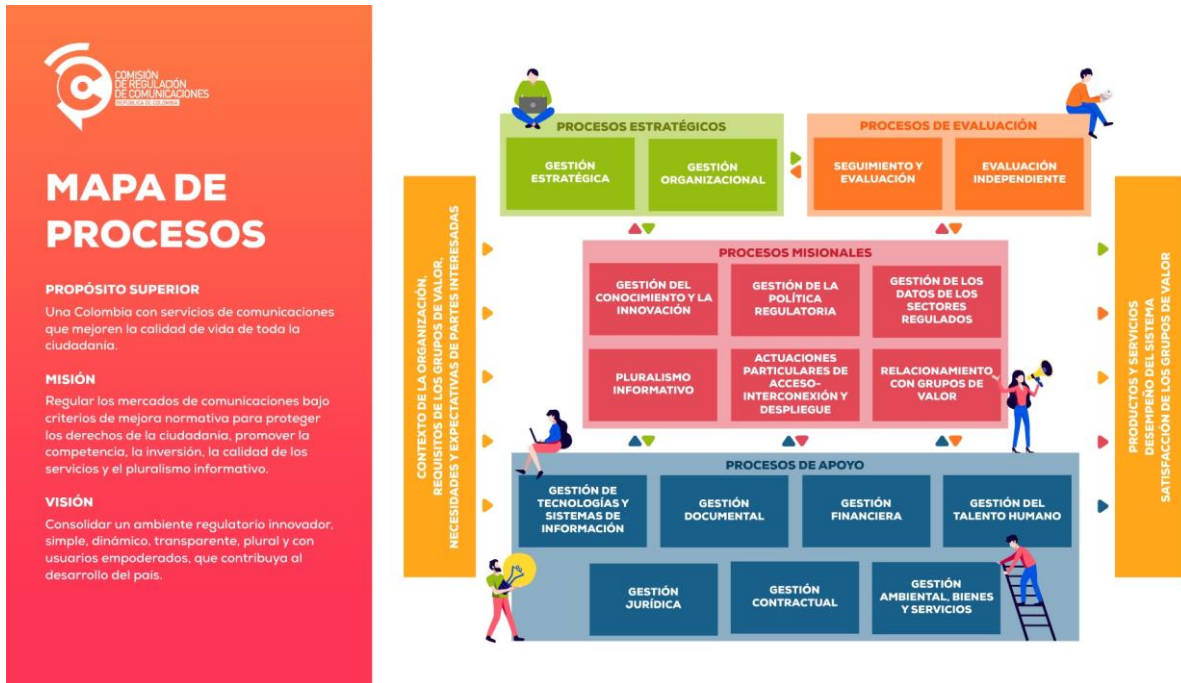 COMISIÓN
DE REGULACIÓN
DE COMUNICACIONES
REPÚBLICA DE COLOMBIA
MAPA DE
PROCESOS
PROPÓSITO SUPERIOR
Una Colombia con servicios de comunicaciones
que mejoren la calidad de vida de toda la
ciudadanía.
MISIÓN
Regular los mercados de comunicaciones bajo
criterios de mejora normativa para proteger
los derechos de la ciudadanía, promover la
competencia, la inversión, la calidad de los
servicios y el pluralismo informativo.
VISIÓN
Consolidar un ambiente regulatorio innovador,
simple, dinámico, transparente, plural y con
usuarios empoderados, que contribuya al
desarrollo del país.
CONTEXTO DE LA ORGANIZACIÓN,
REQUISITOS DE LOS GRUPOS DE VALOR,
NECESIDADES Y EXPECTATIVAS DE PARTES INTERESADAS
PROCESOS ESTRATÉGICOS
GESTIÓN
ESTRATÉGICA
GESTIÓN
ORGANIZACIONAL
PROCESOS DE EVALUACIÓN
SEGUIMIENTO Y
EVALUACIÓN
EVALUACIÓN
INDEPENDIENTE
PROCESOS MISIONALES
GESTIÓN DEL
CONOCIMIENTO Y LA
INNOVACIÓN
GESTIÓN DE LA
POLÍTICA
REGULATORIA
GESTIÓN DE LOS
DATOS DE LOS
SECTORES
REGULADOS
PLURALISMO
INFORMATIVO
ACTUACIONES
PARTICULARES DE
ACCESO-
INTERCONEXIÓN Y
DESPLIEGUE
RELACIONAMIENTO
CON GRUPOS DE
VALOR
PROCESOS DE APOYO
GESTIÓN DE
TECNOLOGÍAS Y
SISTEMAS DE
INFORMACIÓN
GESTIÓN
DOCUMENTAL
GESTIÓN
FINANCIERA
GESTIÓN DEL
TALENTO HUMANO
GESTIÓN
JURÍDICA
GESTIÓN
CONTRACTUAL
GESTIÓN
AMBIENTAL, BIENES
Y SERVICIOS
PRODUCTOS Y SERVICIOS
DESEMPEÑO DEL SISTEMA
SATISFACCIÓN DE LOS GRUPOS DE VALOR